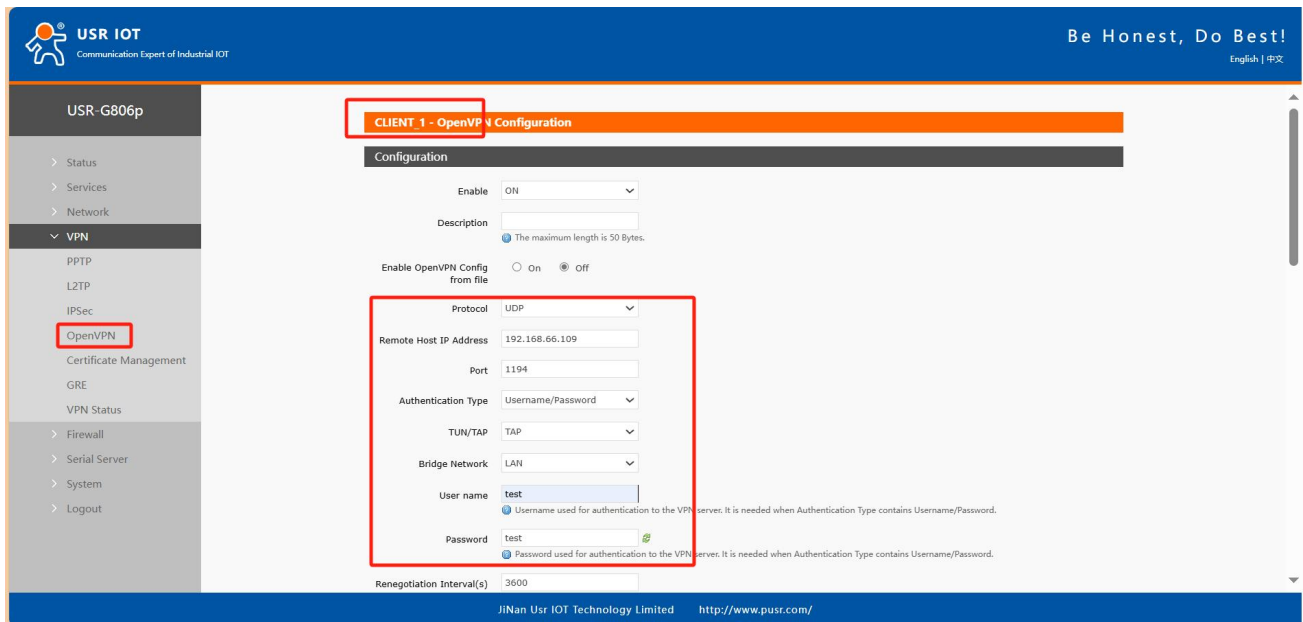 USR IOT
Communication Expert of Industrial IOT
Be Honest, Do Best!
English | 中文
USR-G806p
Status
Services
Network
VPN
PPTP
L2TP
IPSec
OpenVPN
Certificate Management
GRE
VPN Status
Firewall
Serial Server
System
Logout
CLIENT_1 - OpenVPN Configuration
Configuration
Enable ON
Description
The maximum length is 50 Bytes.
Enable OpenVPN Config On Off
from file
Protocol UDP
Remote Host IP Address 192.168.66.109
Port 1194
Authentication Type Username/Password
TUN/TAP TAP
Bridge Network LAN
User name test
Username used for authentication to the VPN server. It is needed when Authentication Type contains Username/Password.
Password test
Password used for authentication to the VPN server. It is needed when Authentication Type contains Username/Password.
Renegotiation Interval(s) 3600
JiNan Usr IOT Technology Limited http://www.pusr.com/